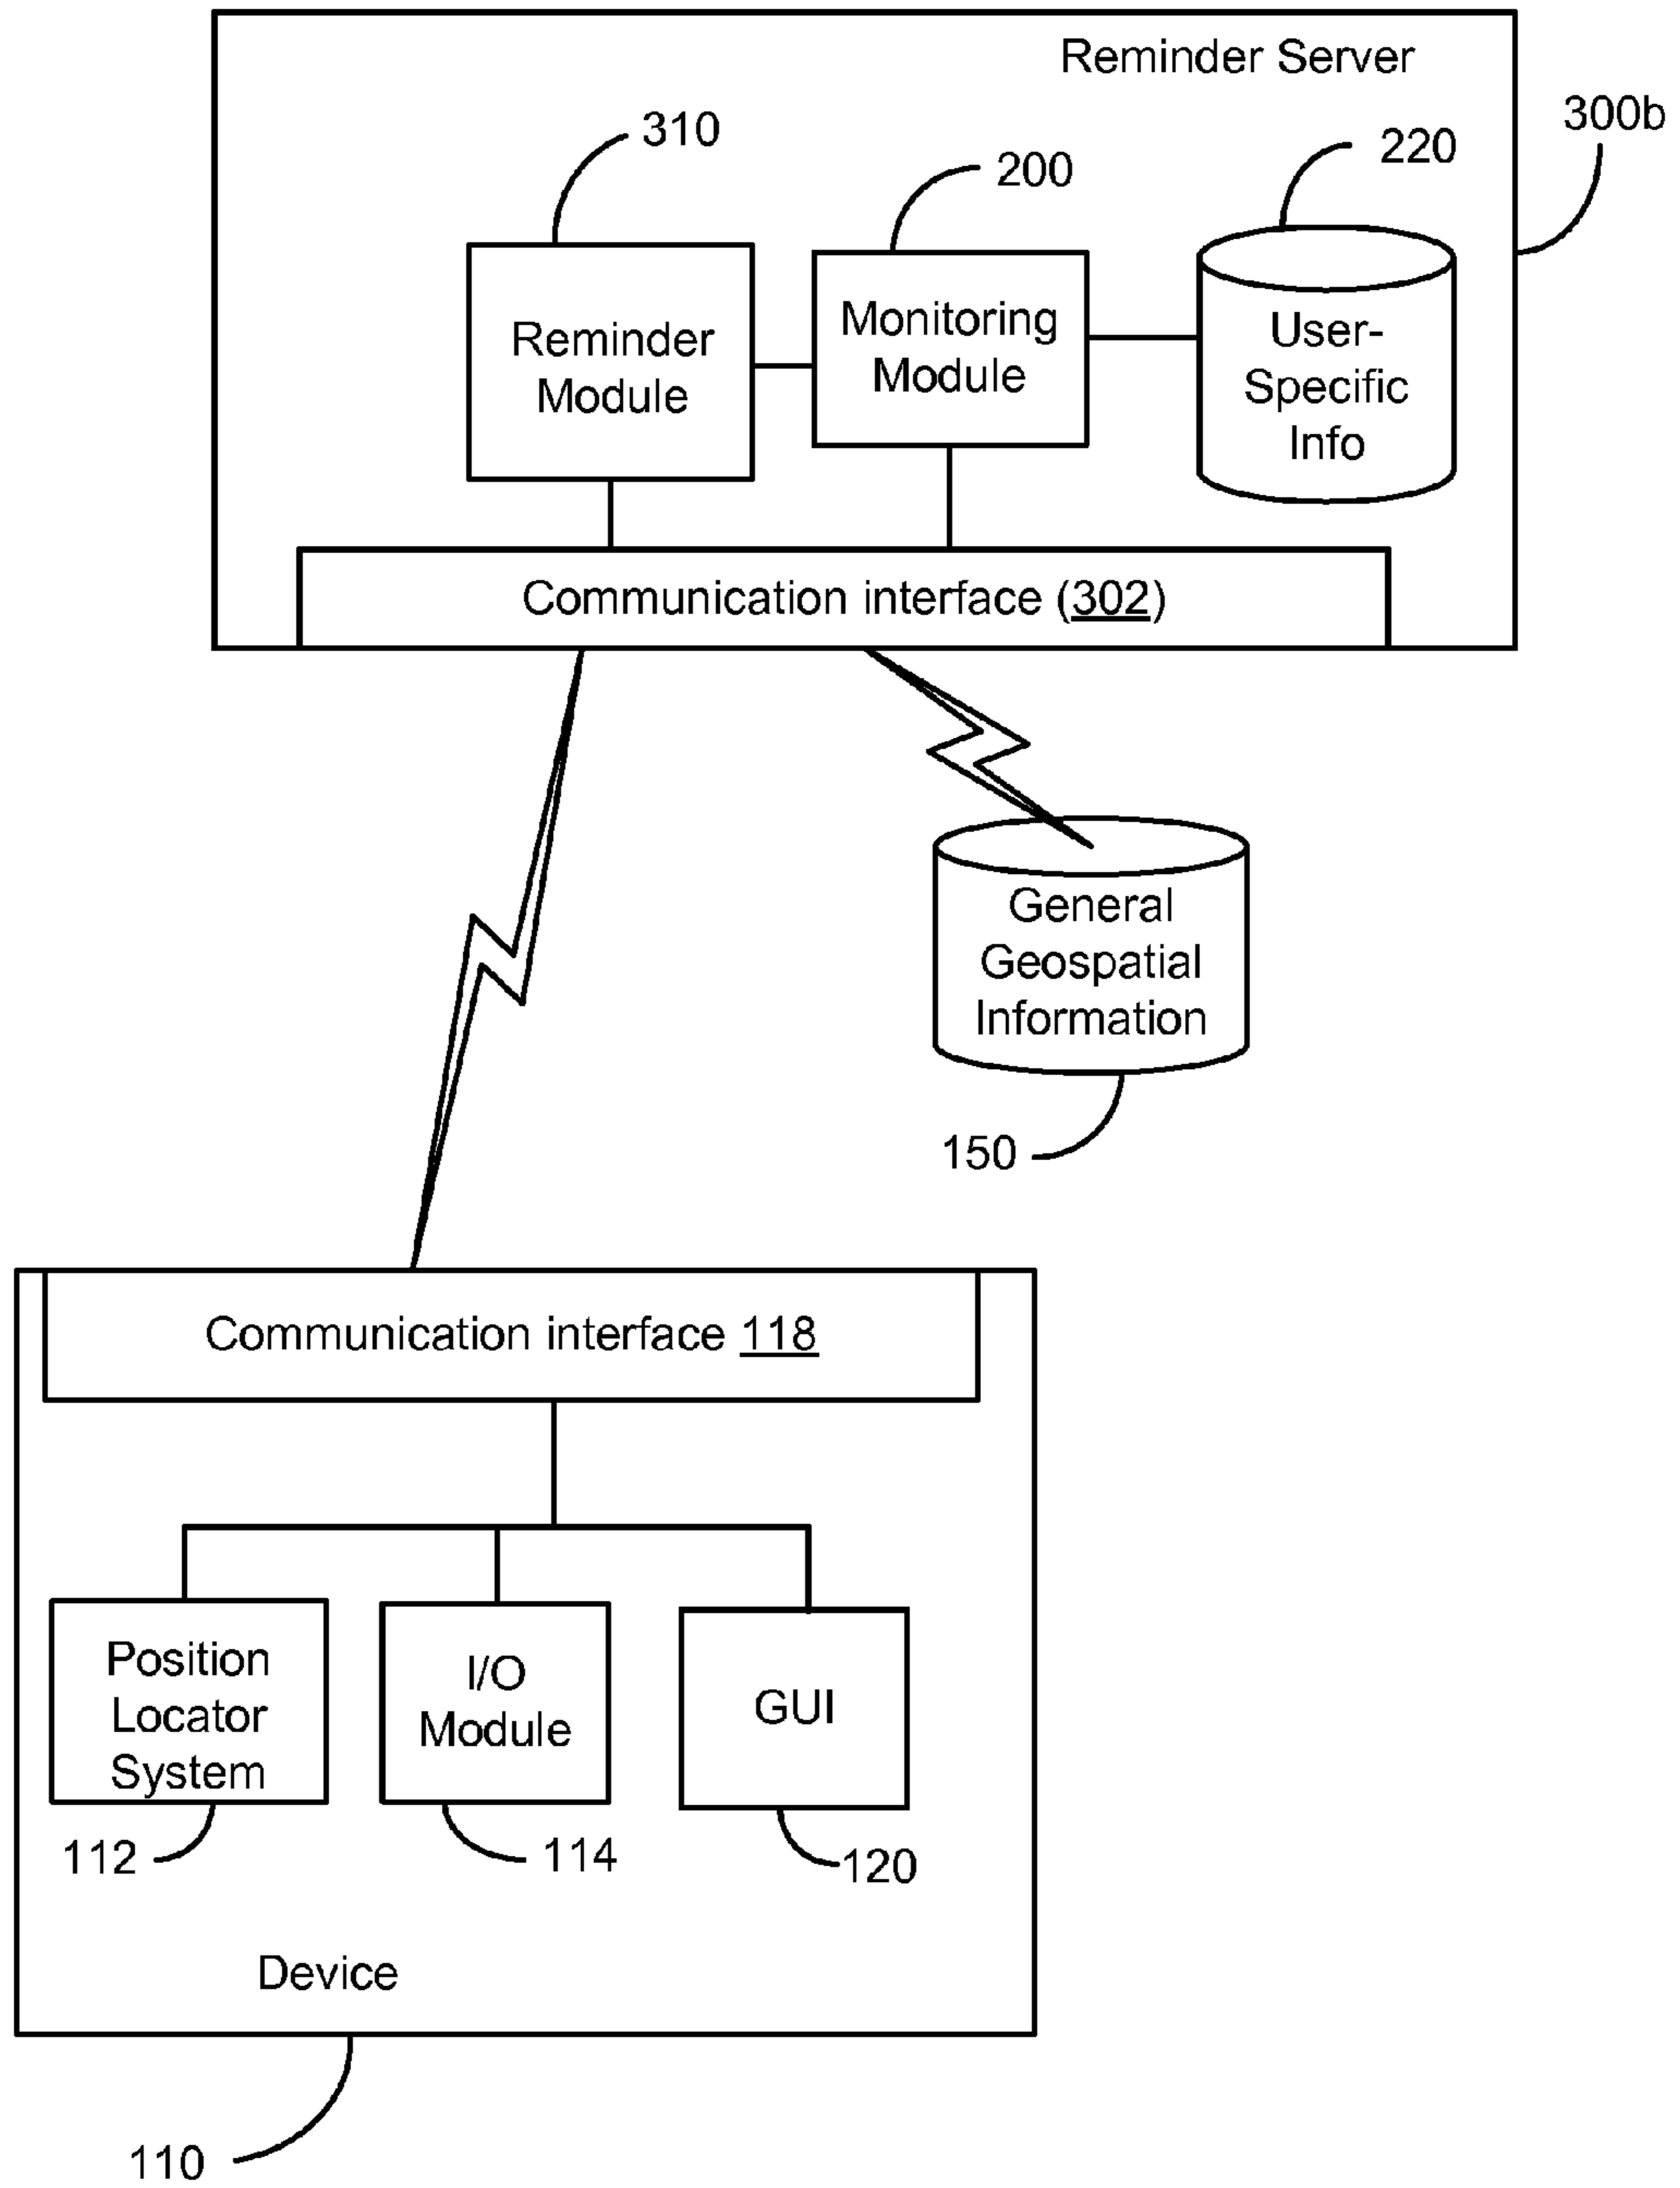 Reminder Server
300b
310
200
220
Reminder
Module
Monitoring
Module
User-
Specific
Info
Communication interface (302)
General
Geospatial
Information
150
Communication interface 118
Position
Locator
System
I/O
Module
GUI
112
114
120
Device
110